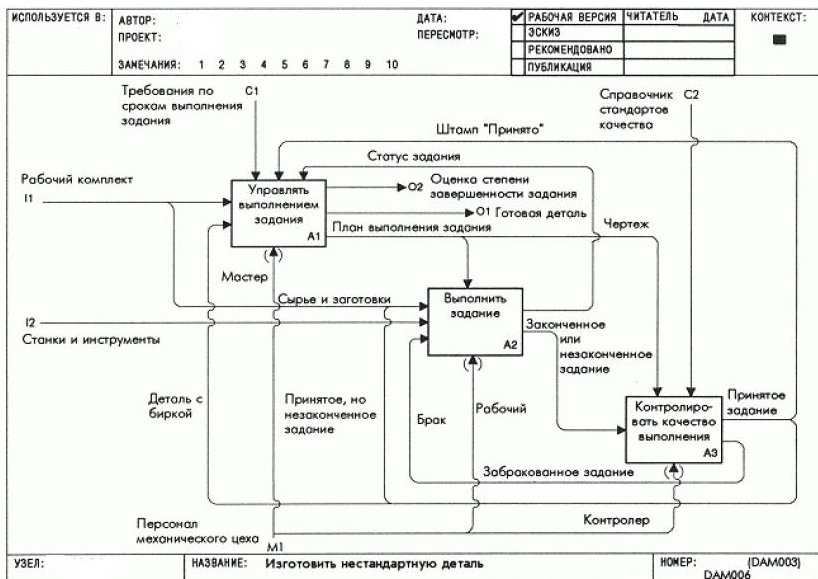 ИСПОЛЬЗУЕТСЯ В:
АВТОР:
ДАТА:
РАБОЧАЯ ВЕРСИЯ
ЧИТАТЕЛЬ
ДАТА
КОНТЕКСТ:
ПРОЕКТ:
ПЕРЕСМОТР:
ЭСКИЗ
РЕКОМЕНДОВАНО
ЗАМЕЧАНИЯ: 1 2 3 4 5 6 7 8 9 10
ПУБЛИКАЦИЯ
Требования по
срокам выполнения
задания
C1
Справочник
стандартов
качества
C2
Штамп "Принято"
Статус задания
Рабочий комплект
I1
Управлять
выполнением
задания
A1
O2
Оценка степени
завершенности задания
O1 Готовая деталь
План выполнения задания
Чертеж
Мастер
Сырье и заготовки
I2
Станки и инструменты
Выполнить
задание
A2
Законченное
или
незаконченное
задание
Деталь с
биркой
Принятое, но
незаконченное
задание
Брак
Рабочий
Контролиро-
вать качество
выполнения
A3
Принятое
задание
Забракованное задание
Персонал
механического цеха
M1
Контролер
УЗЕЛ:
НАЗВАНИЕ: Изготовить нестандартную деталь
НОМЕР:
(DAM003)
DAM006